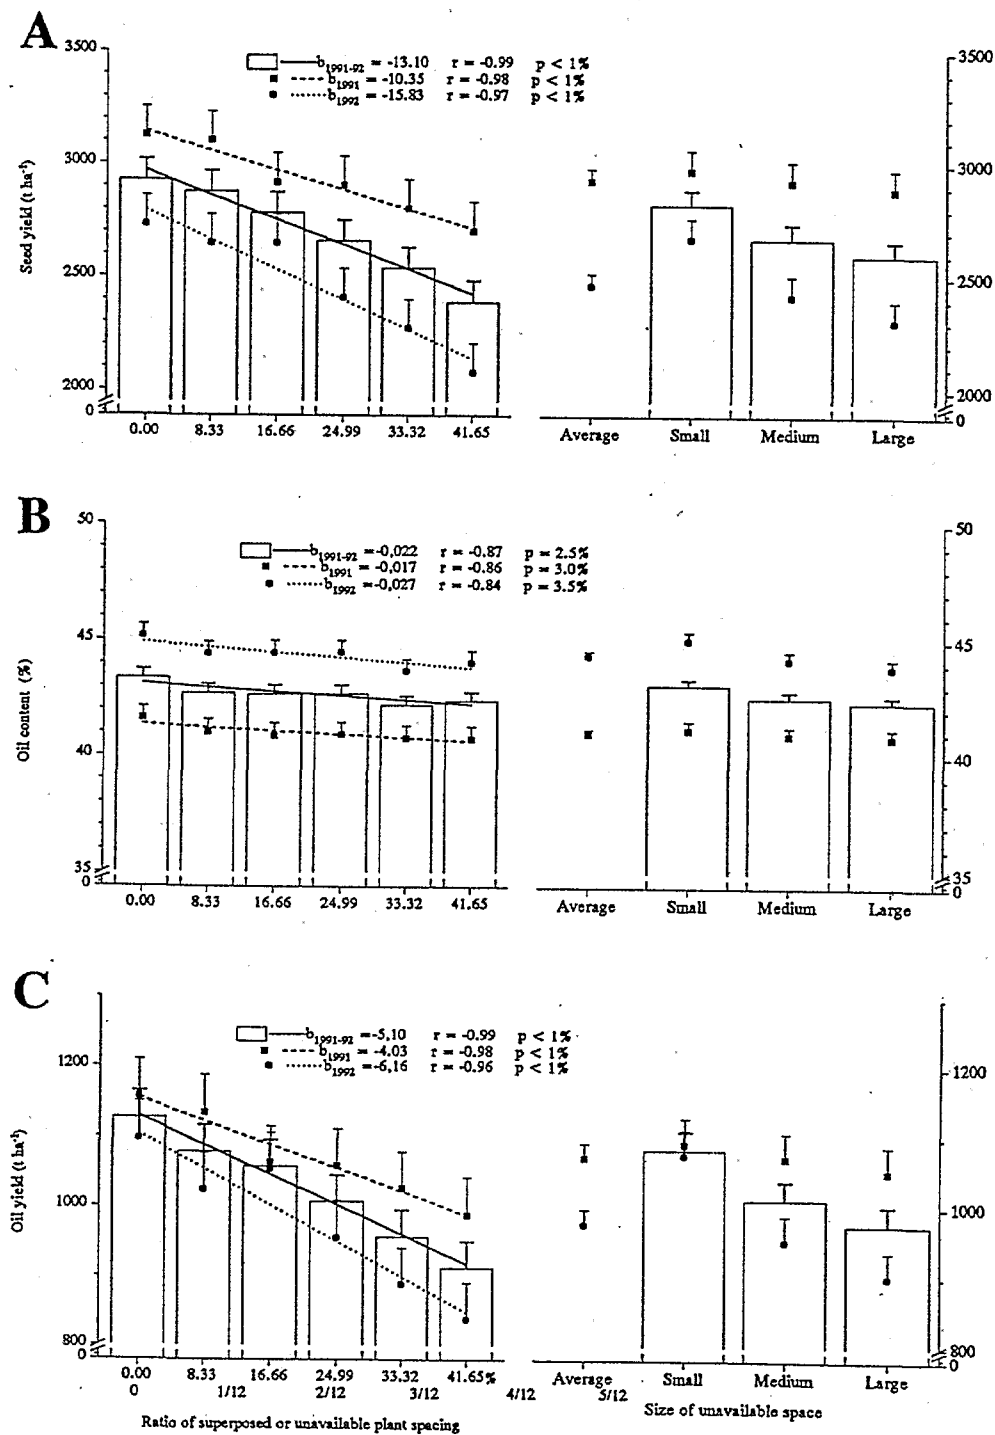 A
3500
b1991-92 = -13.10 r = -0.99 p < 1%
b1991 = -10.35 r = -0.98 p < 1%
b1992 = -15.83 r = -0.97 p < 1%
3500
3000
3000
Seed yield (t ha-1)
2500
2500
2000
2000
0
0
0.00 8.33 16.66 24.99 33.32 41.65
Average Small Medium Large
B
50
50
b1991-92 =-0,022 r = -0.87 p = 2.5%
b1991 =-0,017 r = -0.86 p = 3.0%
b1992 =-0,027 r = -0.84 p = 3.5%
45
45
Oil content (%)
40
40
35
35
0
0
0.00 8.33 16.66 24.99 33.32 41.65
Average Small Medium Large
C
b1991-92 =-5,10 r = -0.99 p < 1%
b1991 =-4.03 r = -0.98 p < 1%
b1992 =-6,16 r = -0.96 p < 1%
1200
1200
Oil yield (t ha-1)
1000
1000
800
800
0
0
0.00 8.33 16.66 24.99 33.32 41.65%
Average Small Medium Large
0 1/12 2/12 3/12 4/12 5/12
Ratio of superposed or unavailable plant spacing
Size of unavailable space